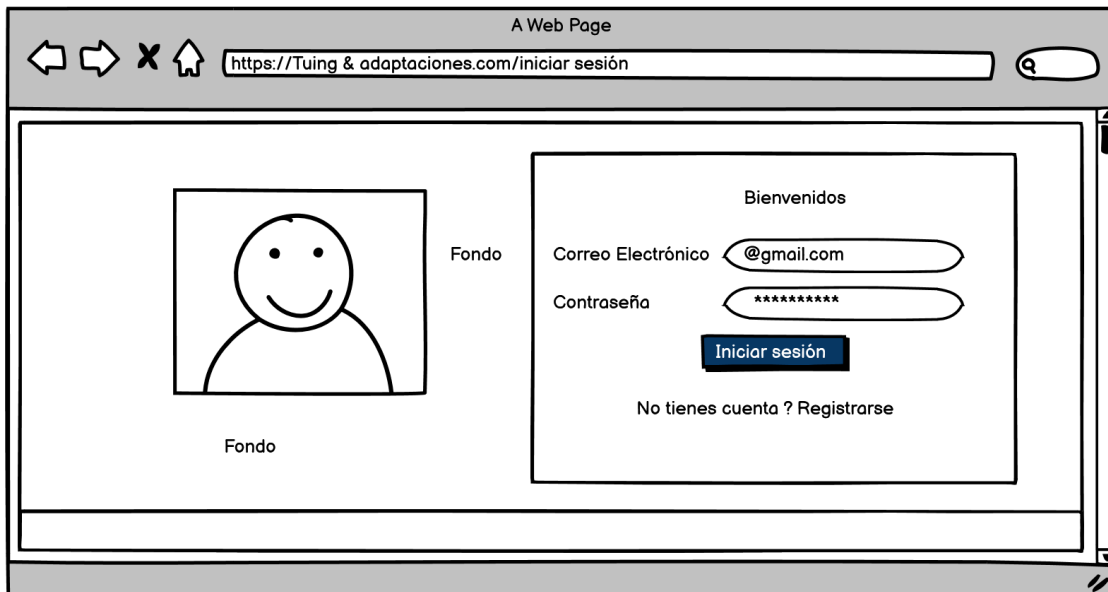 A Web Page
https://Tuing & adaptaciones.com/iniciar sesión
Bienvenidos
Fondo
Correo Electrónico
@gmail.com
Contraseña
**********
Iniciar sesión
No tienes cuenta ? Registrarse
Fondo